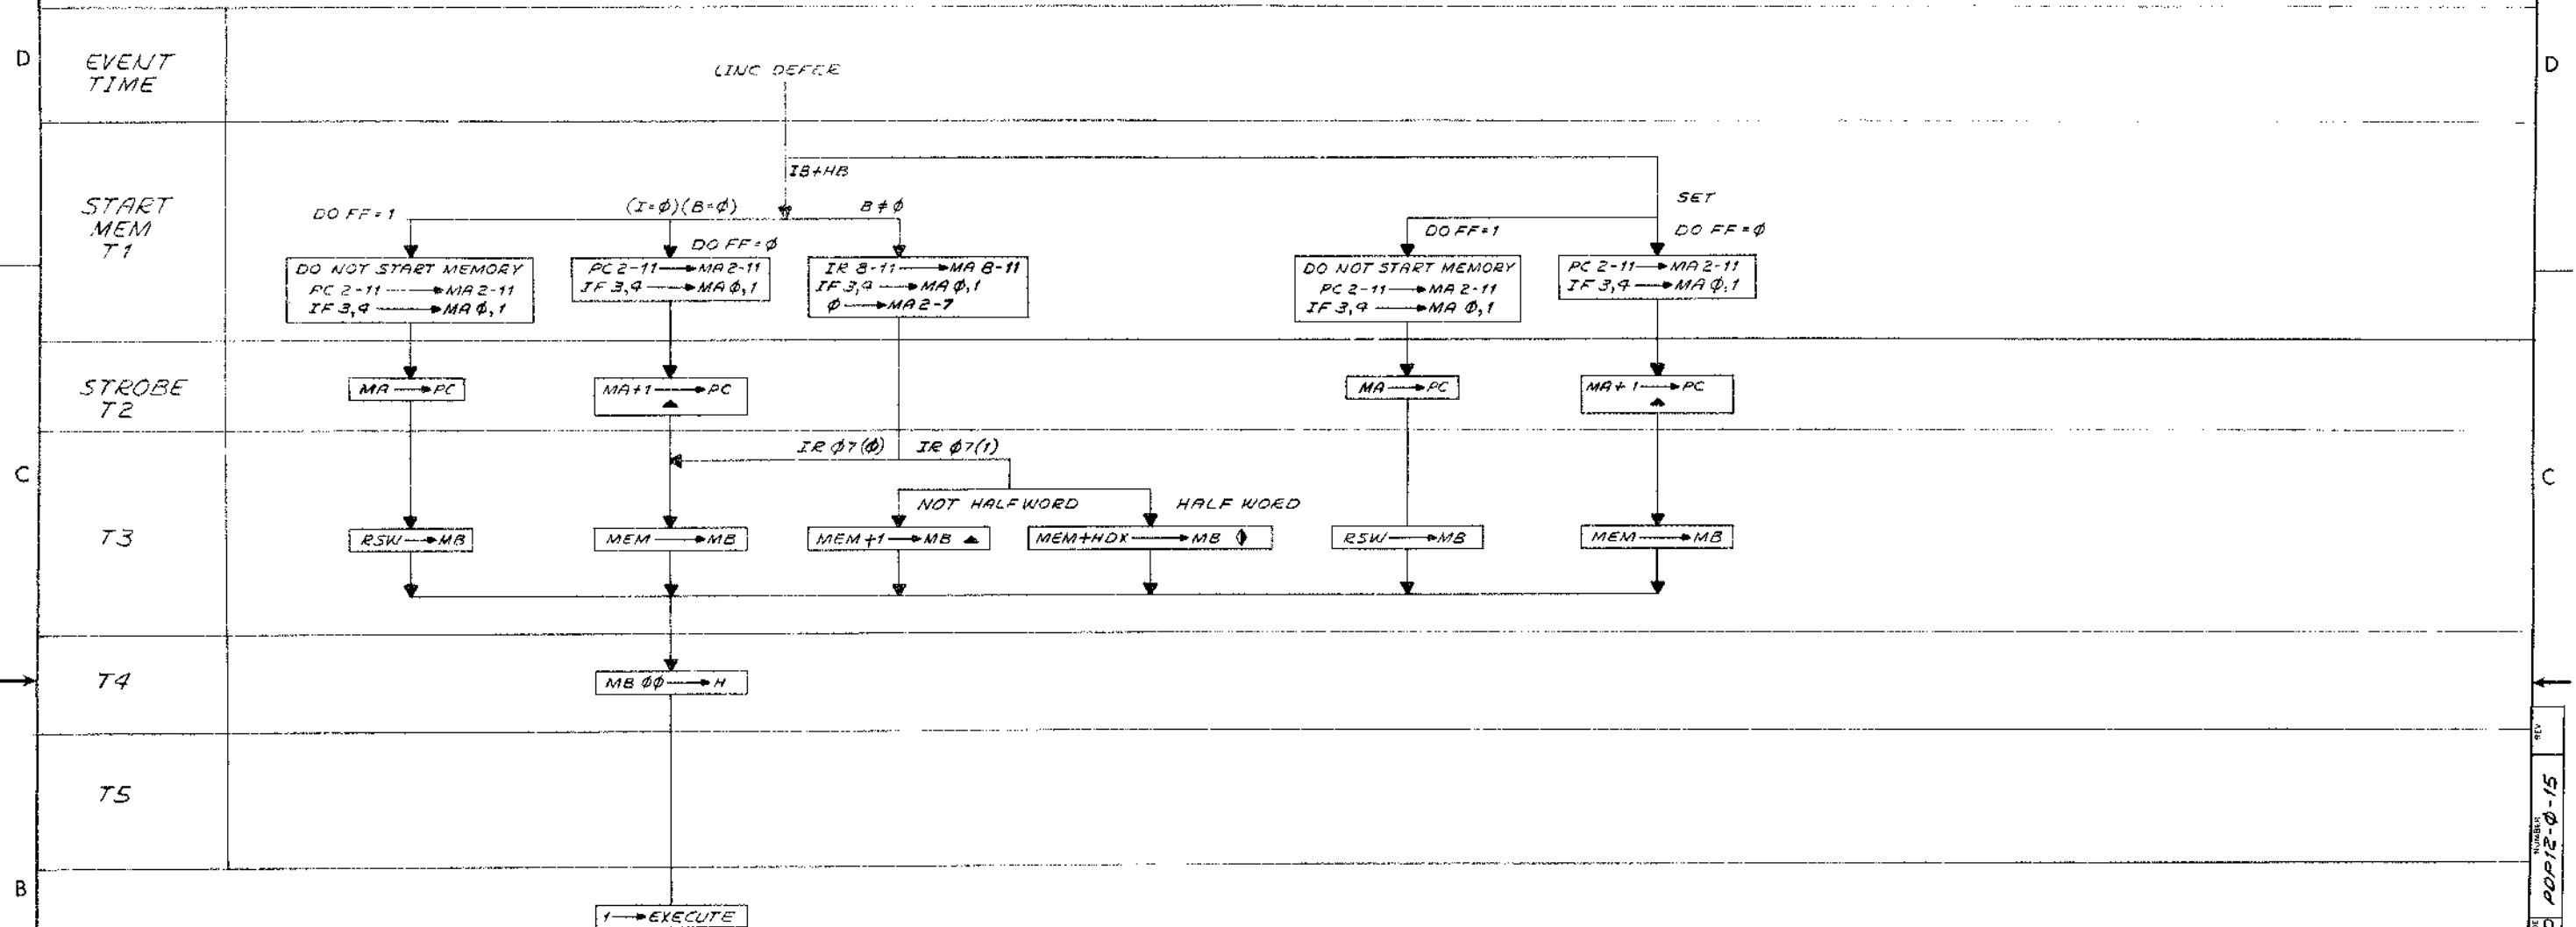 D
EVENT
TIME
LINC DEFER
D
START
MEM
T1
IB+HB
DO FF=1
(I=φ)(B=φ)
B≠φ
DO FF=φ
SET
DO FF=1
DO FF=φ
DO NOT START MEMORY
PC 2-11→MA 2-11
IF 3,4→MA φ,1
PC 2-11→MA 2-11
IF 3,4→MA φ,1
IR 8-11→MA 8-11
IF 3,4→MA φ,1
φ→MA 2-7
DO NOT START MEMORY
PC 2-11→MA 2-11
IF 3,4→MA φ,1
PC 2-11→MA 2-11
IF 3,4→MA φ,1
STROBE
T2
MA→PC
MA+1→PC
▲
MA→PC
MA+1→PC
▲
C
IR φ7(φ)
IR φ7(1)
NOT HALFWORD
HALF WORD
C
T3
RSW→MB
MEM→MB
MEM+1→MB ▲
MEM+HDX→MB
RSW→MB
MEM→MB
T4
MB φφ→H
T5
B
1→EXECUTE
REV
NUMBER
PDP12-φ-15